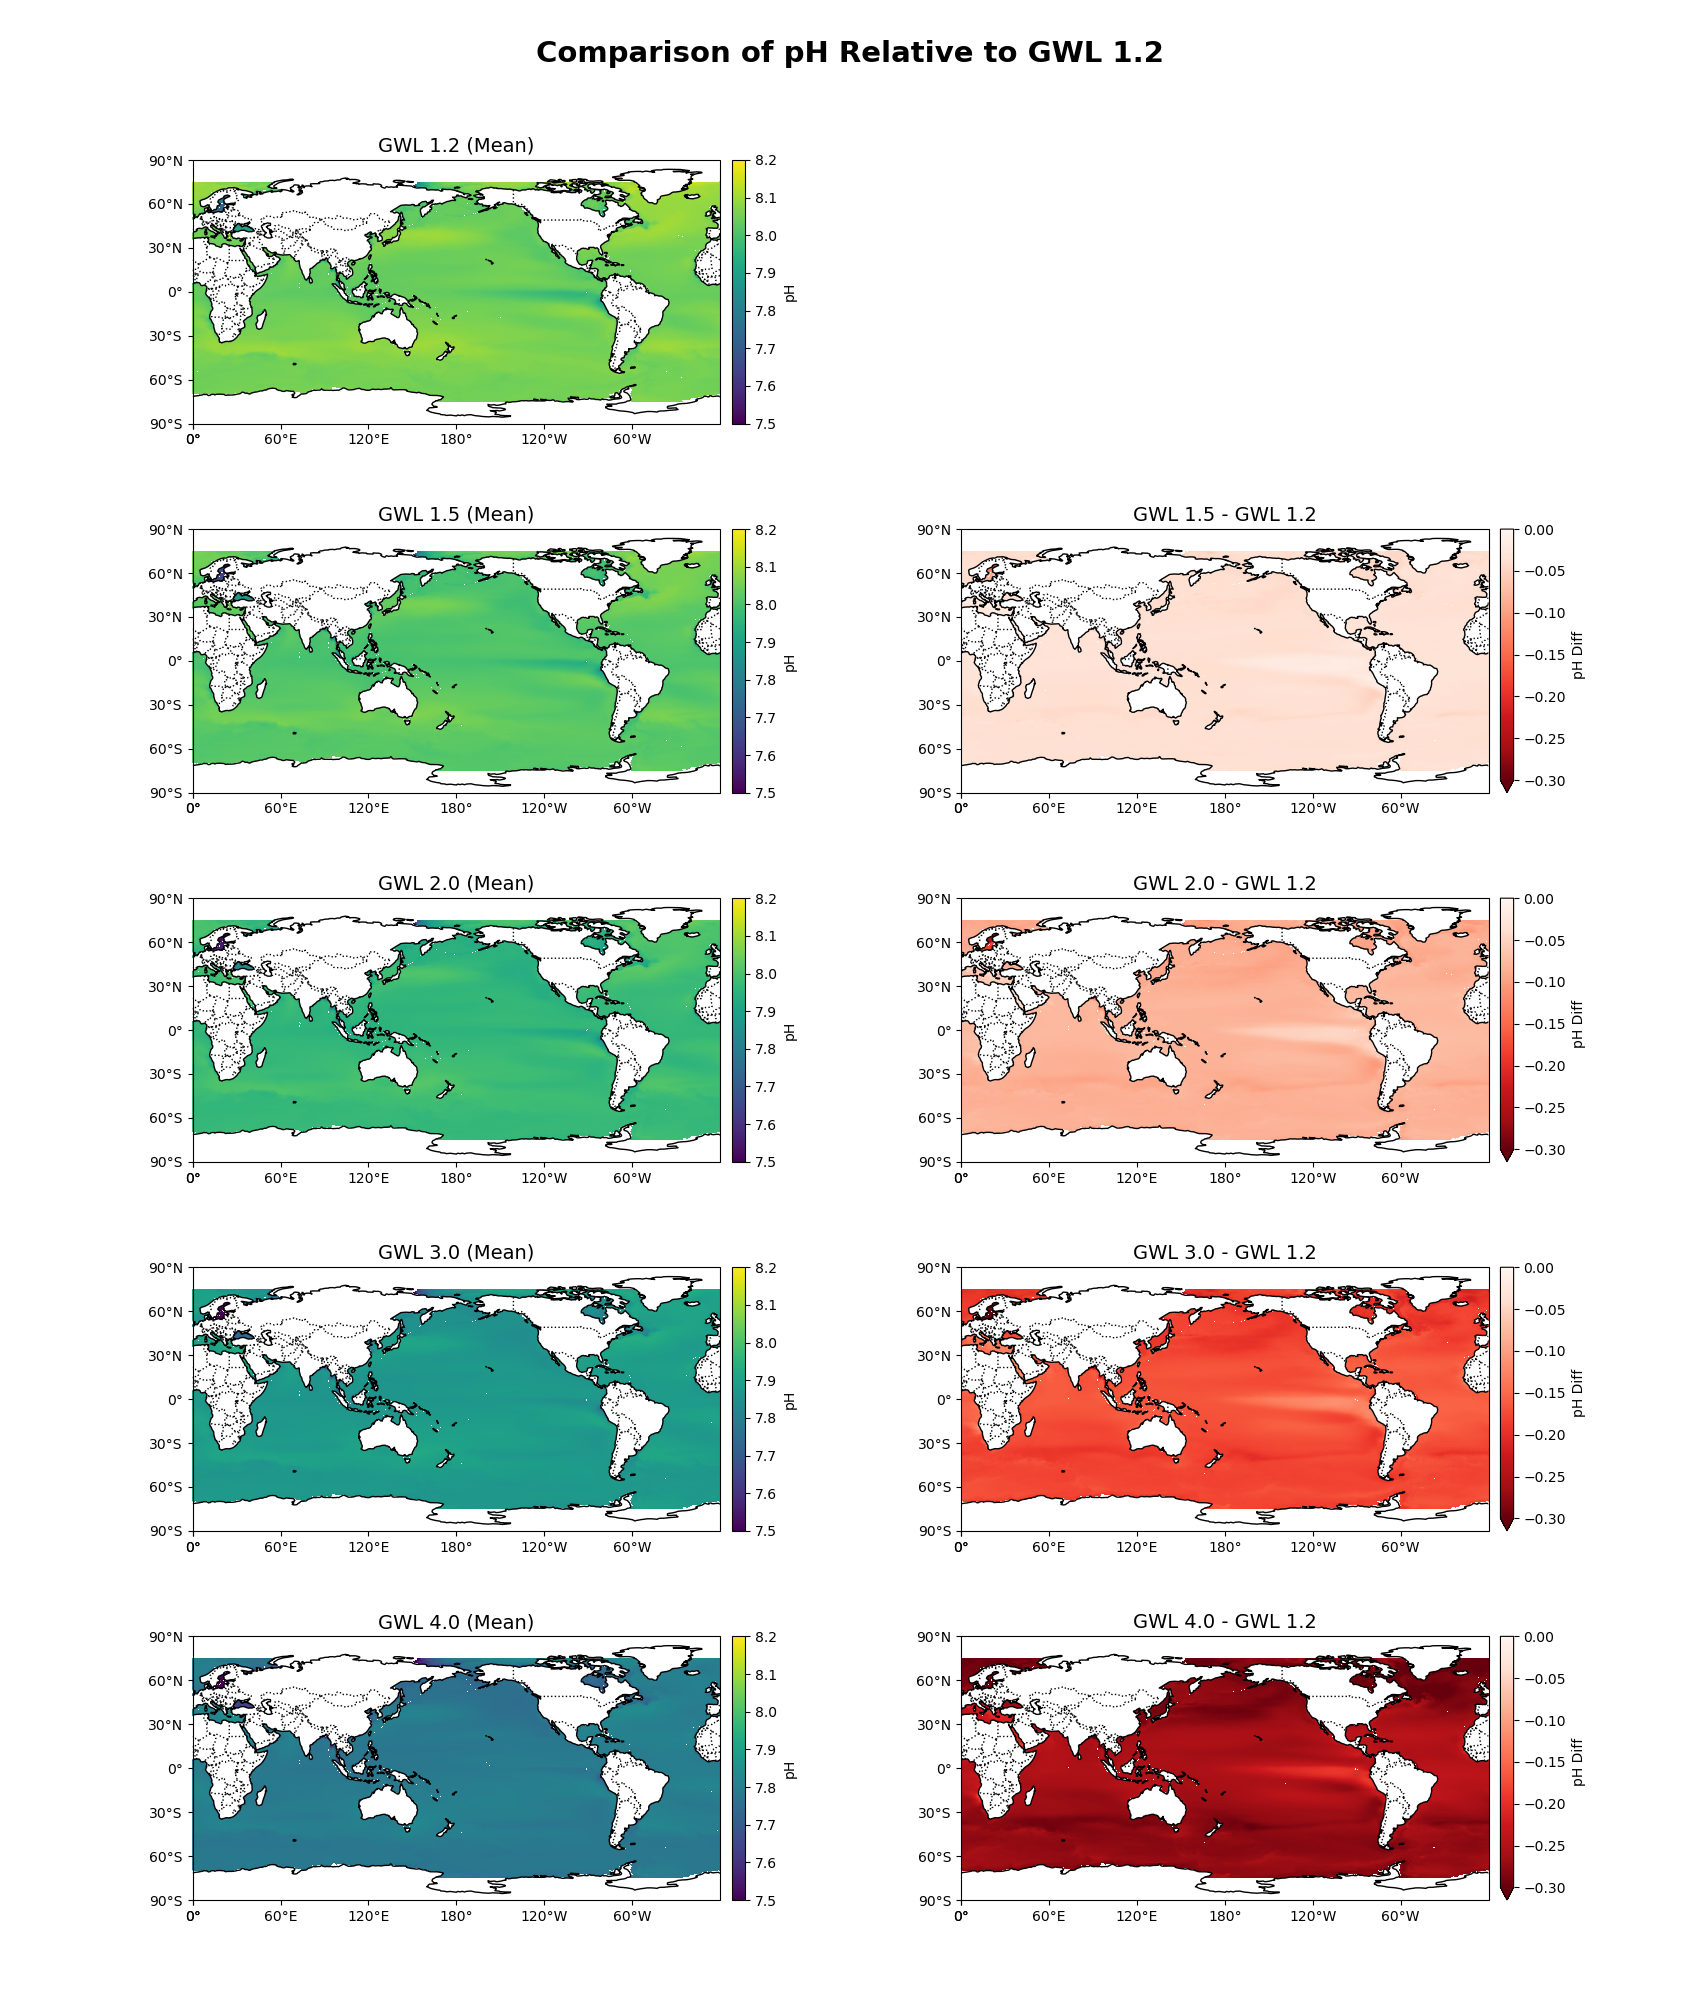 Comparison of pH Relative to GWL 1.2
GWL 1.2 (Mean)
90°N
60°N
30°N
0°
30°S
60°S
90°S
0° 60°E 120°E 180° 120°W 60°W
8.2
8.1
8.0
7.9
7.8
7.7
7.6
7.5
pH
GWL 1.5 (Mean)
90°N
60°N
30°N
0°
30°S
60°S
90°S
0° 60°E 120°E 180° 120°W 60°W
8.2
8.1
8.0
7.9
7.8
7.7
7.6
7.5
pH
GWL 1.5 - GWL 1.2
90°N
60°N
30°N
0°
30°S
60°S
90°S
0° 60°E 120°E 180° 120°W 60°W
0.00
−0.05
−0.10
−0.15
−0.20
−0.25
−0.30
pH Diff
GWL 2.0 (Mean)
90°N
60°N
30°N
0°
30°S
60°S
90°S
0° 60°E 120°E 180° 120°W 60°W
8.2
8.1
8.0
7.9
7.8
7.7
7.6
7.5
pH
GWL 2.0 - GWL 1.2
90°N
60°N
30°N
0°
30°S
60°S
90°S
0° 60°E 120°E 180° 120°W 60°W
0.00
−0.05
−0.10
−0.15
−0.20
−0.25
−0.30
pH Diff
GWL 3.0 (Mean)
90°N
60°N
30°N
0°
30°S
60°S
90°S
0° 60°E 120°E 180° 120°W 60°W
8.2
8.1
8.0
7.9
7.8
7.7
7.6
7.5
pH
GWL 3.0 - GWL 1.2
90°N
60°N
30°N
0°
30°S
60°S
90°S
0° 60°E 120°E 180° 120°W 60°W
0.00
−0.05
−0.10
−0.15
−0.20
−0.25
−0.30
pH Diff
GWL 4.0 (Mean)
90°N
60°N
30°N
0°
30°S
60°S
90°S
0° 60°E 120°E 180° 120°W 60°W
8.2
8.1
8.0
7.9
7.8
7.7
7.6
7.5
pH
GWL 4.0 - GWL 1.2
90°N
60°N
30°N
0°
30°S
60°S
90°S
0° 60°E 120°E 180° 120°W 60°W
0.00
−0.05
−0.10
−0.15
−0.20
−0.25
−0.30
pH Diff